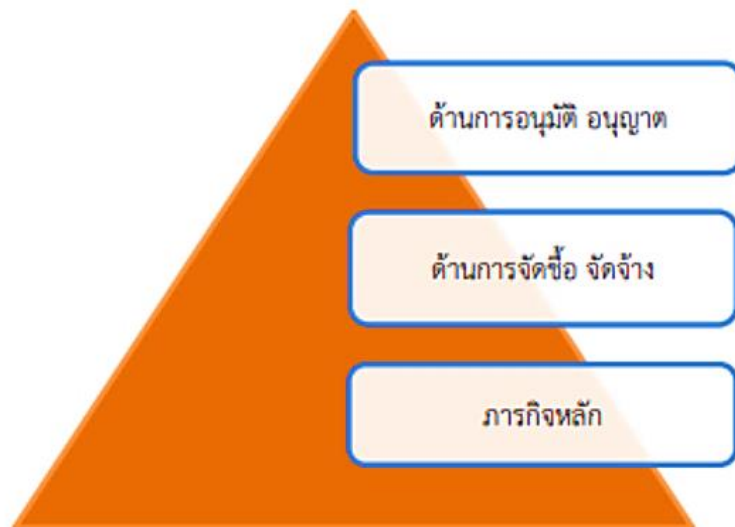 ด้านการอนุมัติ อนุญาต
ด้านการจัดซื้อ จัดจ้าง
ภารกิจหลัก